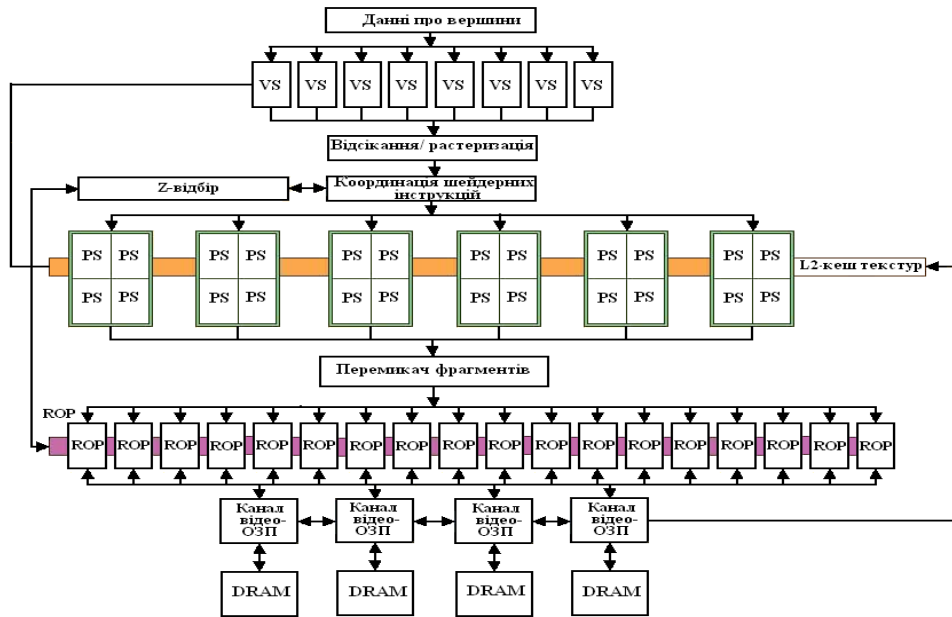 Данні про вершини
VS VS VS VS VS VS VS VS
Відсікання/ растеризація
Z-відбір
Координація шейдерних
інструкцій
PS PS PS PS PS PS PS PS PS PS PS PS
L2-кеш текстур
PS PS PS PS PS PS PS PS PS PS PS PS
Перемикач фрагментів
ROP
ROP ROP ROP ROP ROP ROP ROP ROP ROP ROP ROP ROP ROP ROP ROP ROP ROP ROP
Канал
відео-
ОЗП
Канал
відео-
ОЗП
Канал
відео-
ОЗП
Канал
відео-
ОЗП
DRAM DRAM DRAM DRAM